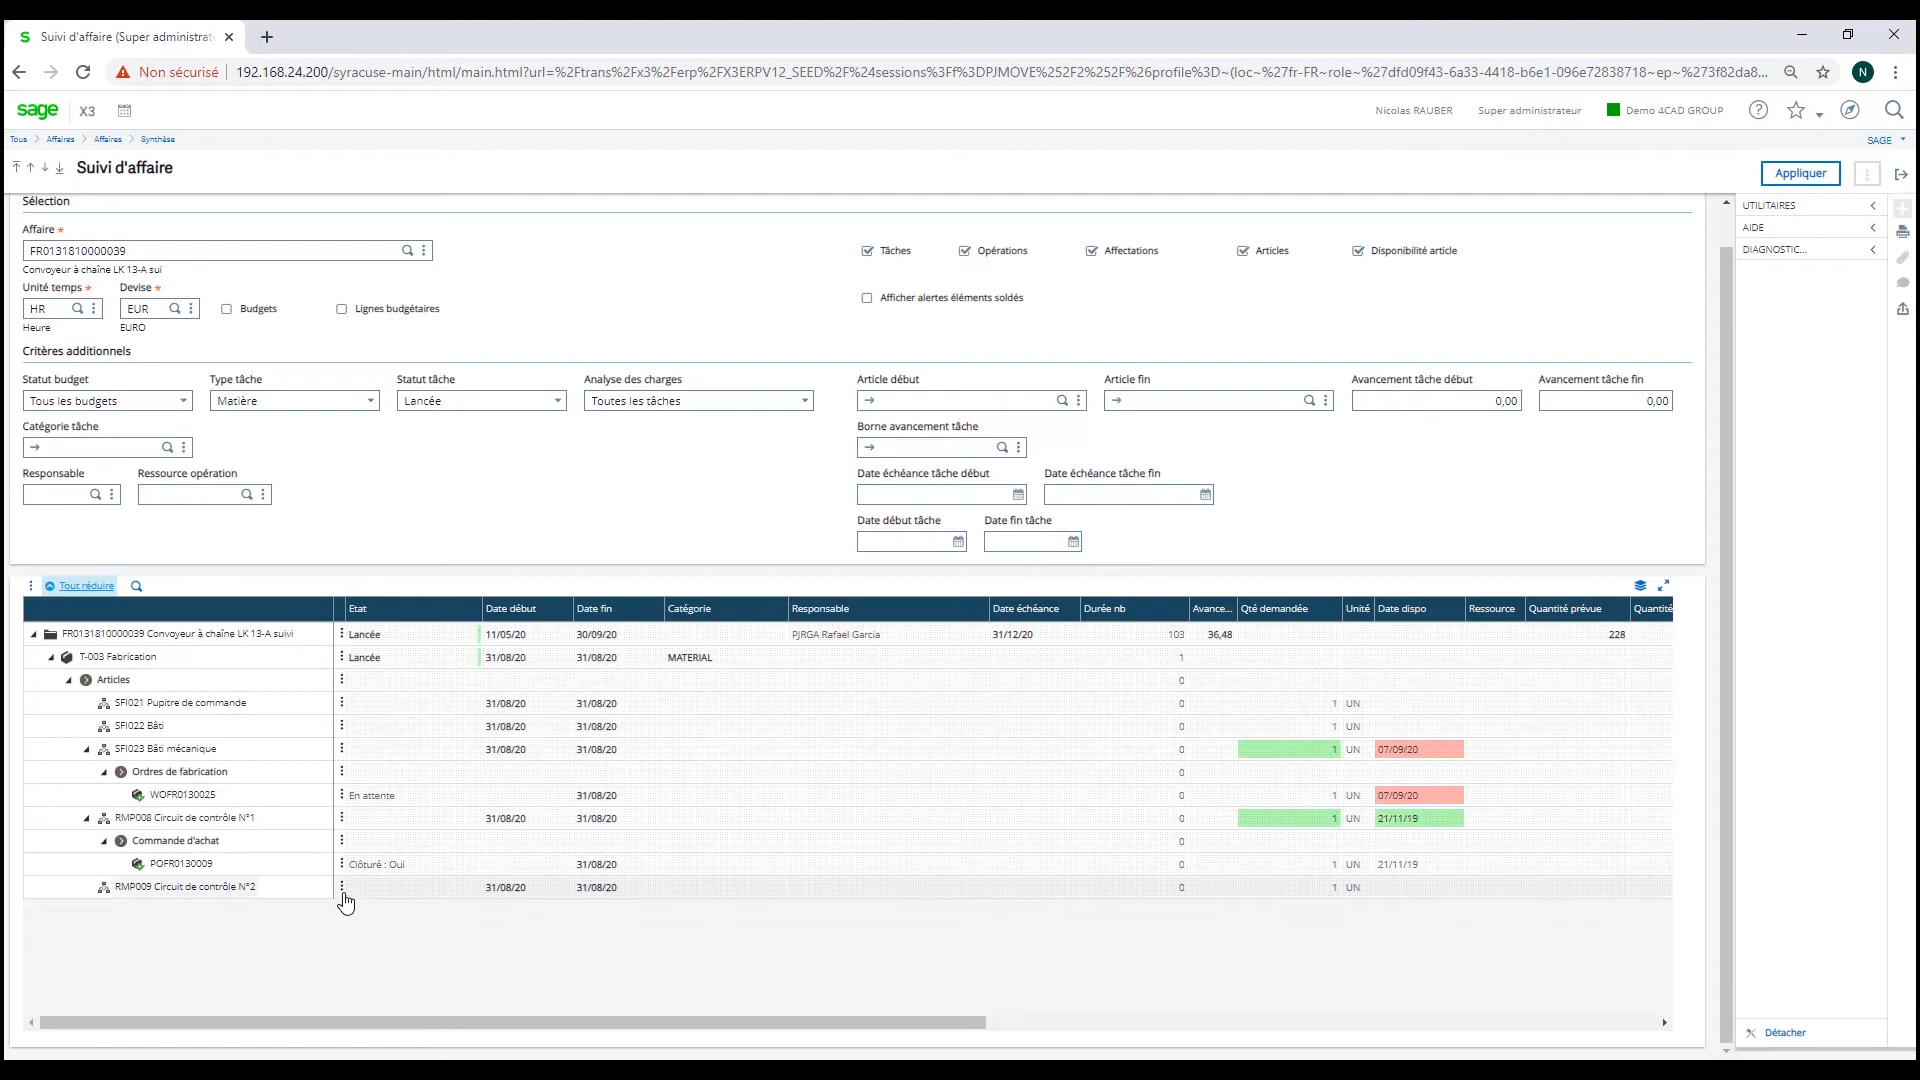 Suivi d'affaire (Super administrat
Non sécurisé
192.168.24.200/syracuse-main/html/main.html?url=%2Ftrans%2Fx3%2Ferp%2FX3ERPV12_SEED%2F%24sessions%3Ff%3DPJMOVE%252F2%252F%26profile%3D~(loc~%27fr-FR~role~%27dfd09f43-6a33-4418-b6e1-096e72838718~ep~%273f82da8...
N
sage X3
Nicolas RAUBER Super administrateur Demo 4CAD GROUP
Tous Affaires Affaires Synthèse
SAGE
Suivi d'affaire
Appliquer
UTILITAIRES
AIDE
DIAGNOSTIC...
Détacher
Sélection
Affaire *
FR0131810000039
Convoyeur à chaîne LK 13-A sui
Tâches Opérations Affectations Articles Disponibilité article
Unité temps * Devise *
HR EUR Budgets Lignes budgétaires
Heure EURO
Afficher alertes éléments soldés
Critères additionnels
Statut budget Type tâche Statut tâche Analyse des charges Article début Article fin Avancement tâche début Avancement tâche fin
Tous les budgets Matière Lancée Toutes les tâches 0,00 0,00
Catégorie tâche Borne avancement tâche
Responsable Ressource opération Date échéance tâche début Date échéance tâche fin
Date début tâche Date fin tâche
Tout réduire
Etat Date début Date fin Catégorie Responsable Date échéance Durée nb Avance... Qté demandée Unité Date dispo Ressource Quantité prévue Quantité
FR0131810000039 Convoyeur à chaîne LK 13-A suivi Lancée 11/05/20 30/09/20 PJRGA Rafael Garcia 31/12/20 103 36,48 228
T-003 Fabrication Lancée 31/08/20 31/08/20 MATERIAL 1
Articles 0
SFI021 Pupitre de commande 31/08/20 31/08/20 0 1 UN
SFI022 Bâti 31/08/20 31/08/20 0 1 UN
SFI023 Bâti mécanique 31/08/20 31/08/20 0 1 UN 07/09/20
Ordres de fabrication 0
WOFR0130025 En attente 31/08/20 0 1 UN 07/09/20
RMP008 Circuit de contrôle N°1 31/08/20 31/08/20 0 1 UN 21/11/19
Commande d'achat 0
POFR0130009 Clôturé : Oui 31/08/20 0 1 UN 21/11/19
RMP009 Circuit de contrôle N°2 31/08/20 31/08/20 0 1 UN